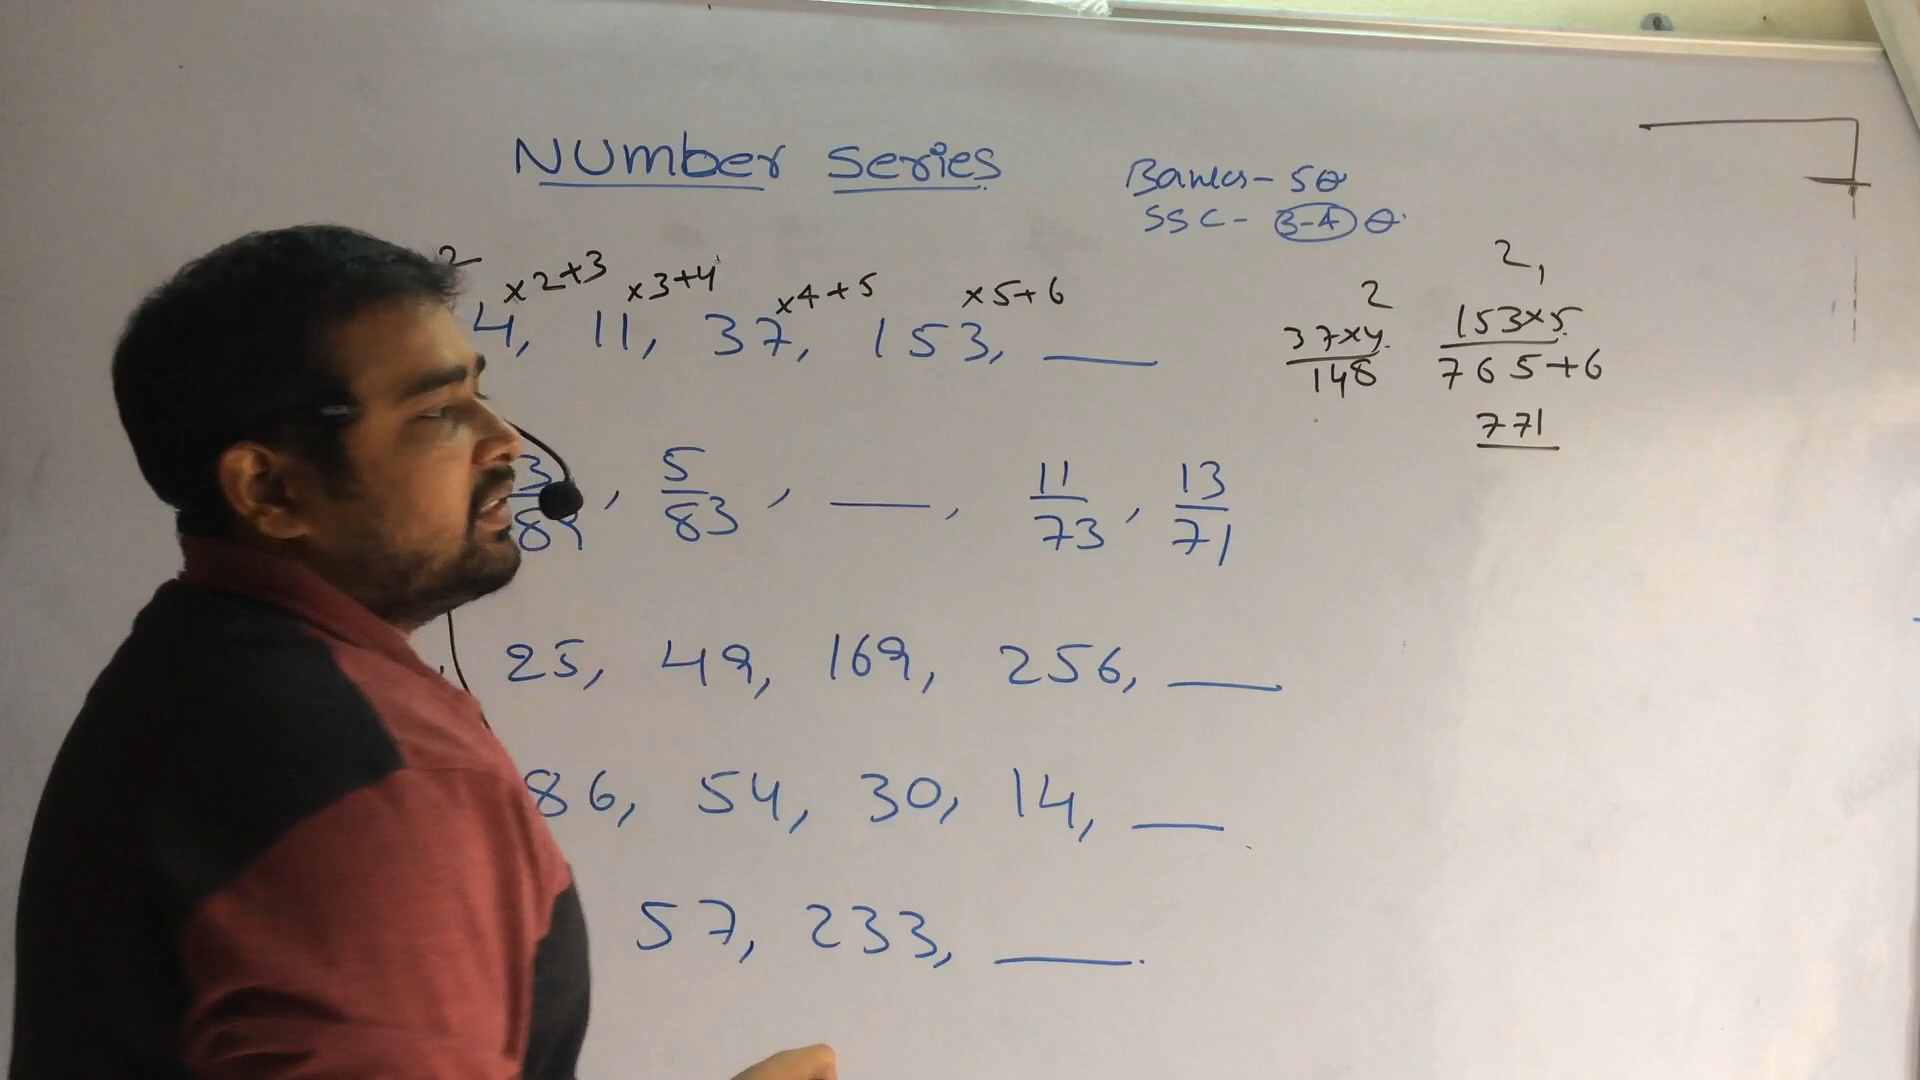 Number Series
Banks - 5Q
SSC - 3-4 Q
2
×2+3 ×3+4 ×4+5 ×5+6
4, 11, 37, 153, ___
2
37×4
148
2,
153×5
765+6
771
3/89, 5/83, ___, 11/73, 13/71
25, 49, 169, 256, ___
86, 54, 30, 14, ___
57, 233, ___